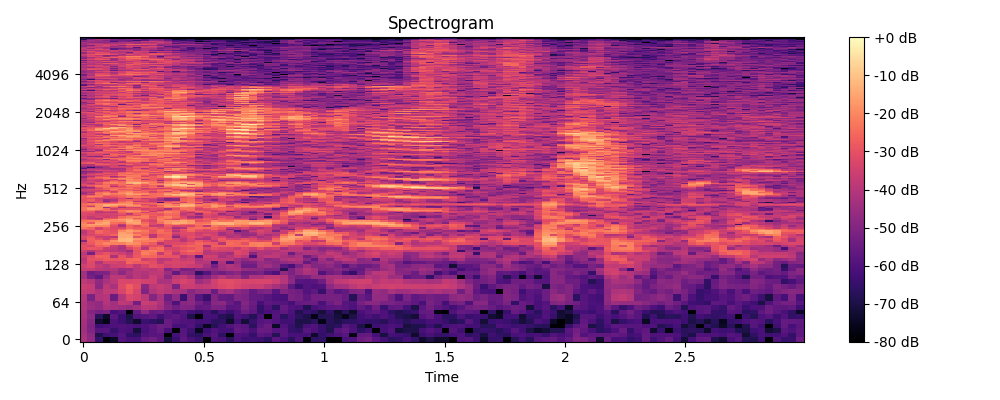 Spectrogram
Hz
4096
2048
1024
512
256
128
64
0
0
0.5
1
1.5
2
2.5
Time
+0 dB
-10 dB
-20 dB
-30 dB
-40 dB
-50 dB
-60 dB
-70 dB
-80 dB